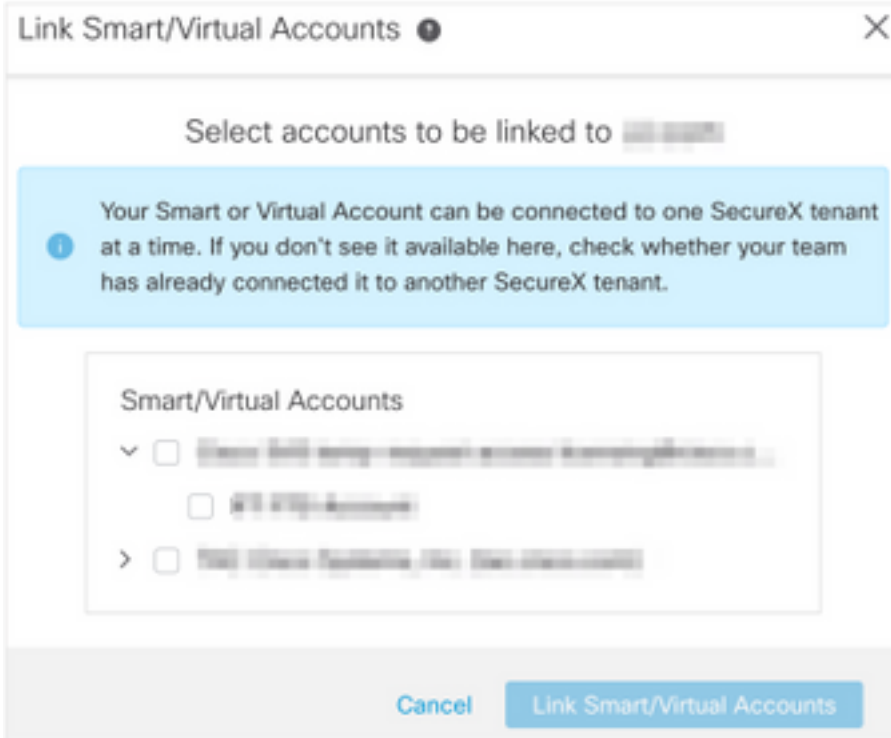 Link Smart/Virtual Accounts ?
Select accounts to be linked to
Your Smart or Virtual Account can be connected to one SecureX tenant
at a time. If you don't see it available here, check whether your team
has already connected it to another SecureX tenant.
Smart/Virtual Accounts
Cancel
Link Smart/Virtual Accounts